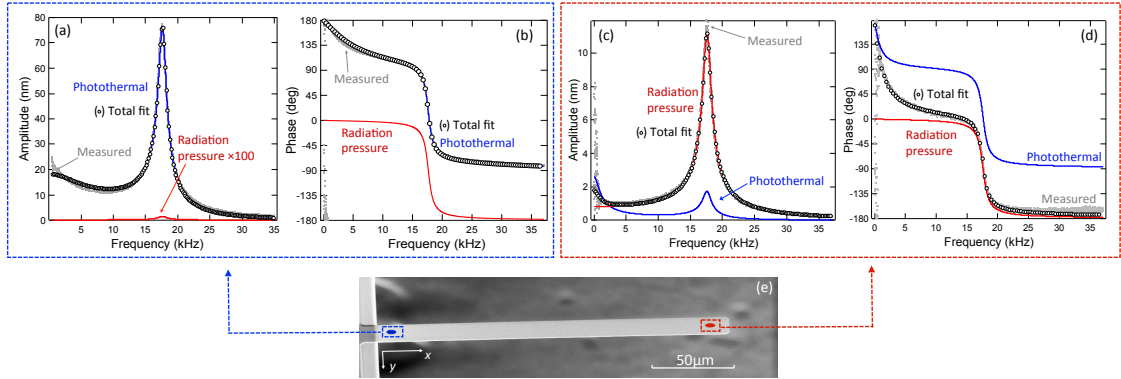 (a)
Amplitude (nm)
80
70
60
50
40
30
20
10
0
Photothermal
(o) Total fit
Measured
Radiation
pressure ×100
0 5 10 15 20 25 30 35
Frequency (kHz)
(b)
Phase (deg)
180
135
90
45
0
-45
-90
-135
-180
Measured
Radiation
pressure
(o) Total fit
Photothermal
0 5 10 15 20 25 30 35
Frequency (kHz)
(c)
Amplitude (nm)
10
8
6
4
2
0
Measured
Radiation
pressure
(o) Total fit
Photothermal
0 5 10 15 20 25 30 35
Frequency (kHz)
(d)
Phase (deg)
180
135
90
45
0
-45
-90
-135
-180
(o) Total fit
Radiation
pressure
Photothermal
Measured
0 5 10 15 20 25 30 35
Frequency (kHz)
(e)
x
y
50μm